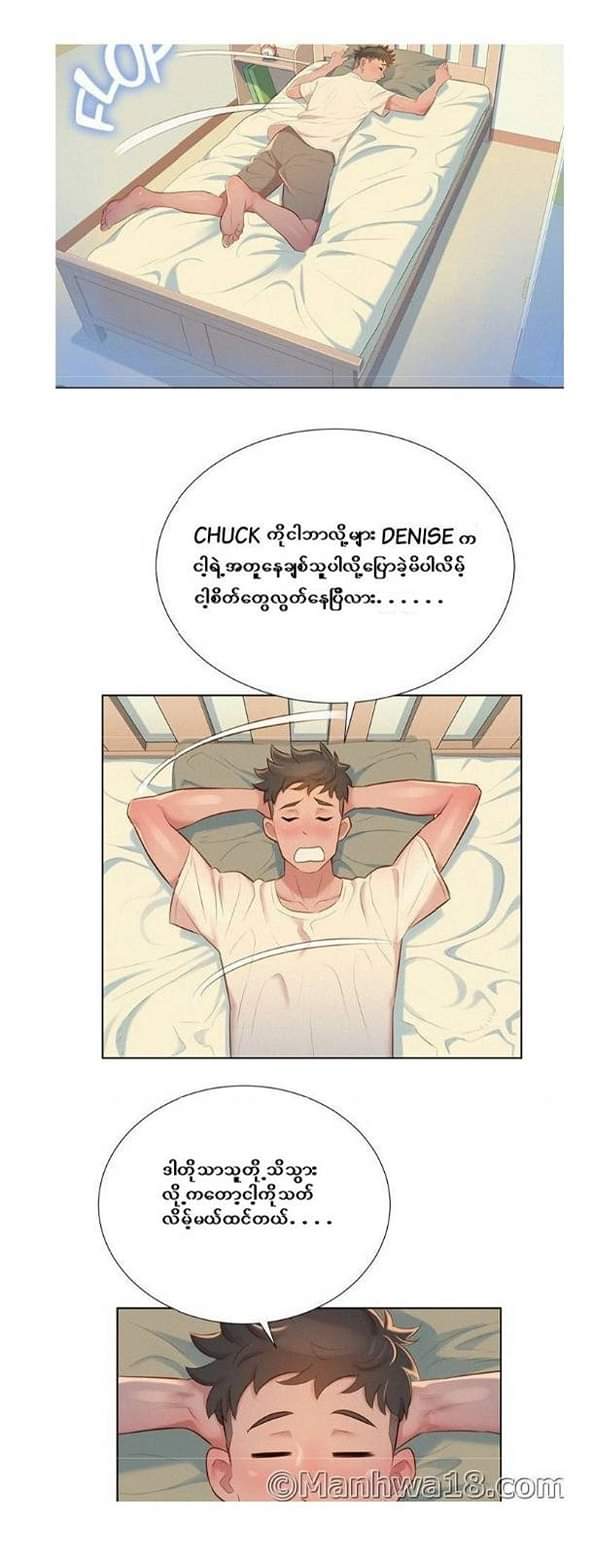 FLOP
CHUCK ကိုငါဘာလို့များ DENISE က
ငါ့ရဲ့အတူနေချစ်သူပါလို့ပြောခဲ့မိပါလိမ့်
ငါ့စိတ်တွေလွတ်နေပြီလား......
ဒါတိုသာသူတို့သိသွား
လို့ကတော့ငါ့ကိုသတ်
လိမ့်မယ်ထင်တယ်....
©Manhwa18.com